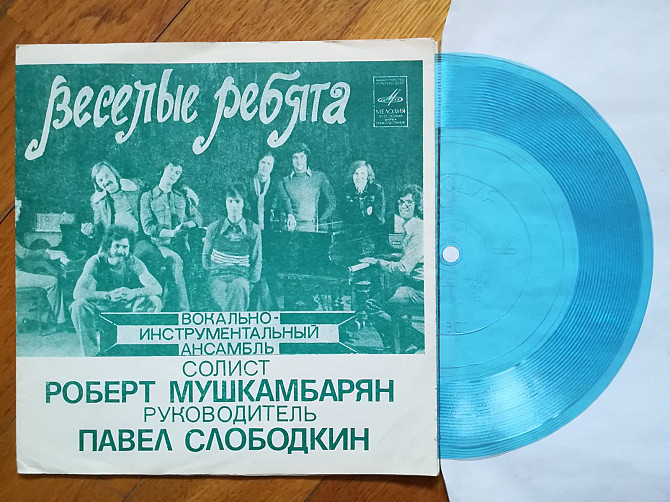 Веселые ребята
МЕЛОДИЯ
ВОКАЛЬНО-
ИНСТРУМЕНТАЛЬНЫЙ
АНСАМБЛЬ
СОЛИСТ
РОБЕРТ МУШКАМБАРЯН
РУКОВОДИТЕЛЬ
ПАВЕЛ СЛОБОДКИН